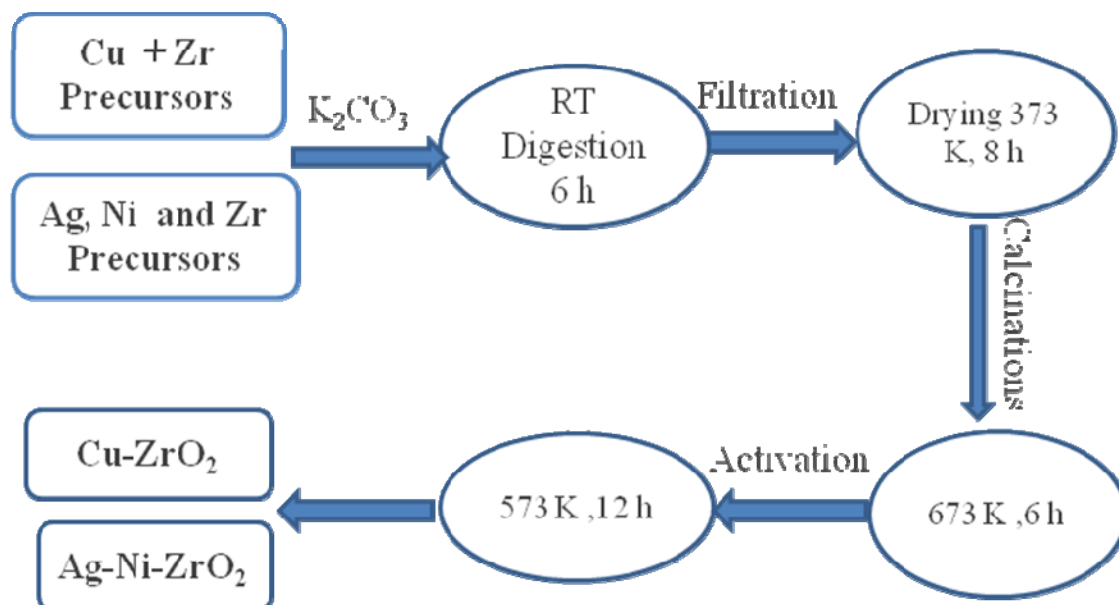 Cu + Zr
Precursors
Ag, Ni and Zr
Precursors
K₂CO₃
RT
Digestion
6 h
Filtration
Drying 373
K, 8 h
Calcinations
673 K ,6 h
Activation
573 K ,12 h
Cu-ZrO₂
Ag-Ni-ZrO₂